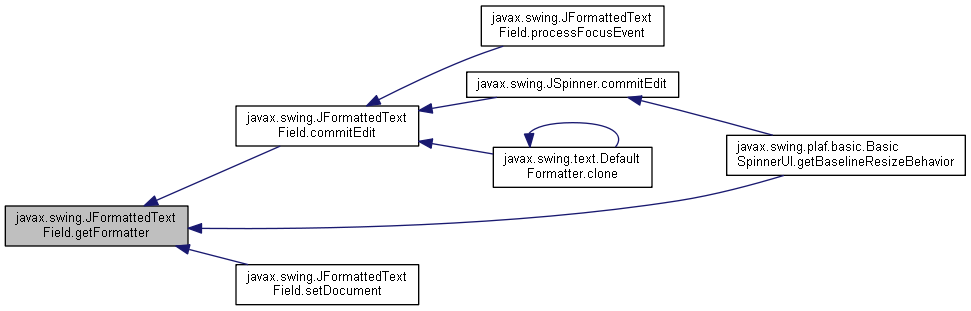 javax.swing.JFormattedText
Field.processFocusEvent
javax.swing.JSpinner.commitEdit
javax.swing.JFormattedText
Field.commitEdit
javax.swing.plaf.basic.Basic
SpinnerUI.getBaselineResizeBehavior
javax.swing.text.Default
Formatter.clone
javax.swing.JFormattedText
Field.getFormatter
javax.swing.JFormattedText
Field.setDocument